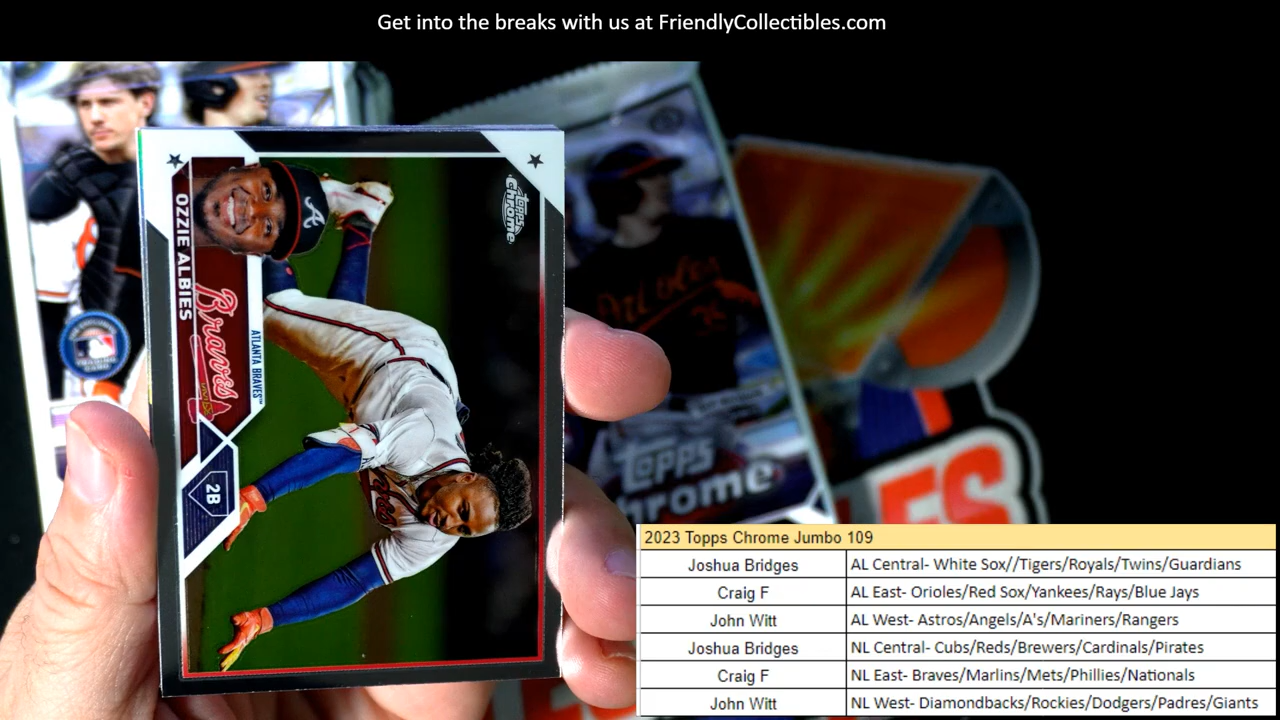 Get into the breaks with us at FriendlyCollectibles.com
topps
chrome
OZZIE ALBIES
Braves
ATLANTA BRAVES™
2B
A
Orioles
topps
chrome
LES
2023 Topps Chrome Jumbo 109
Joshua Bridges AL Central- White Sox//Tigers/Royals/Twins/Guardians
Craig F AL East- Orioles/Red Sox/Yankees/Rays/Blue Jays
John Witt AL West- Astros/Angels/A's/Mariners/Rangers
Joshua Bridges NL Central- Cubs/Reds/Brewers/Cardinals/Pirates
Craig F NL East- Braves/Marlins/Mets/Phillies/Nationals
John Witt NL West- Diamondbacks/Rockies/Dodgers/Padres/Giants